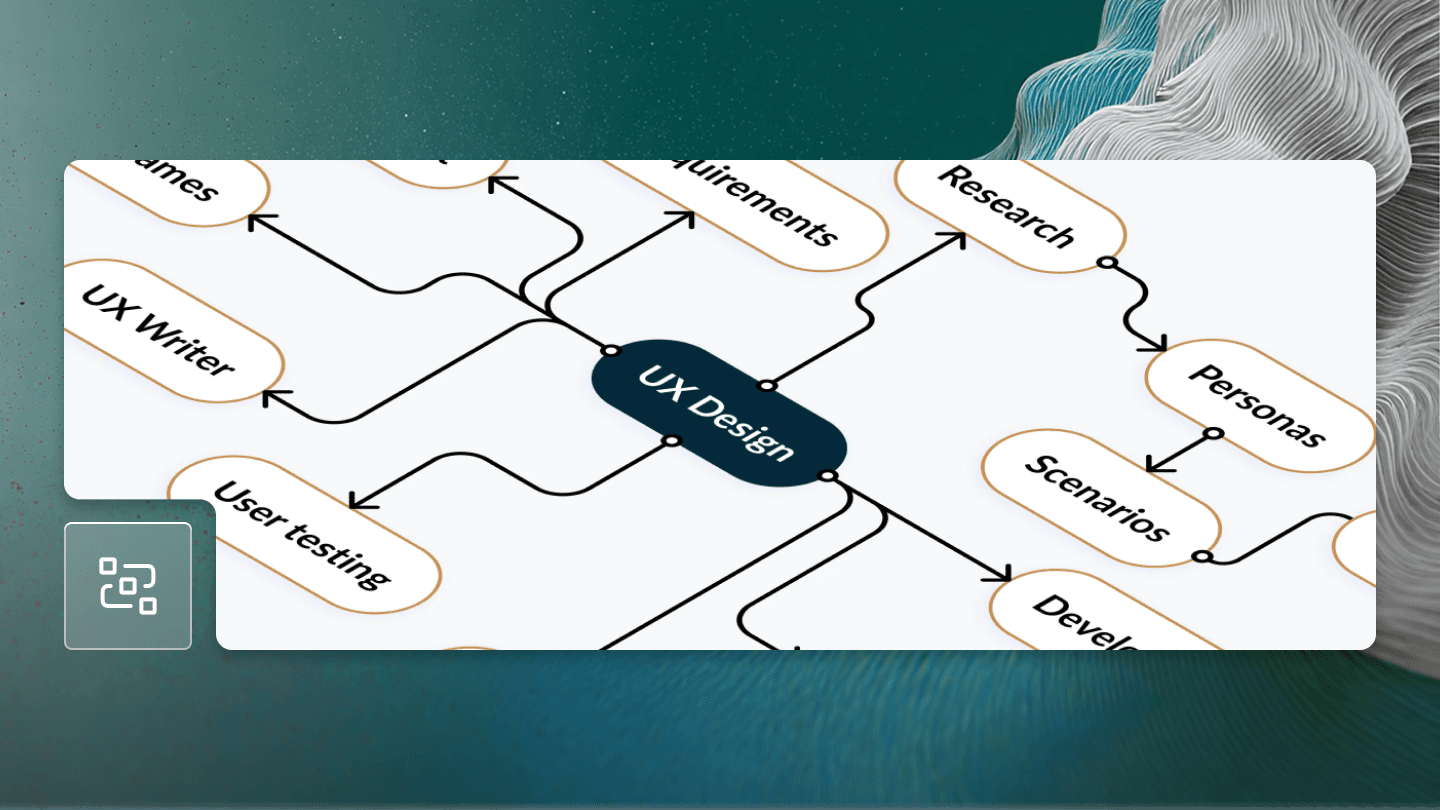 Research
UX Writer
UX Design
Personas
Scenarios
User testing